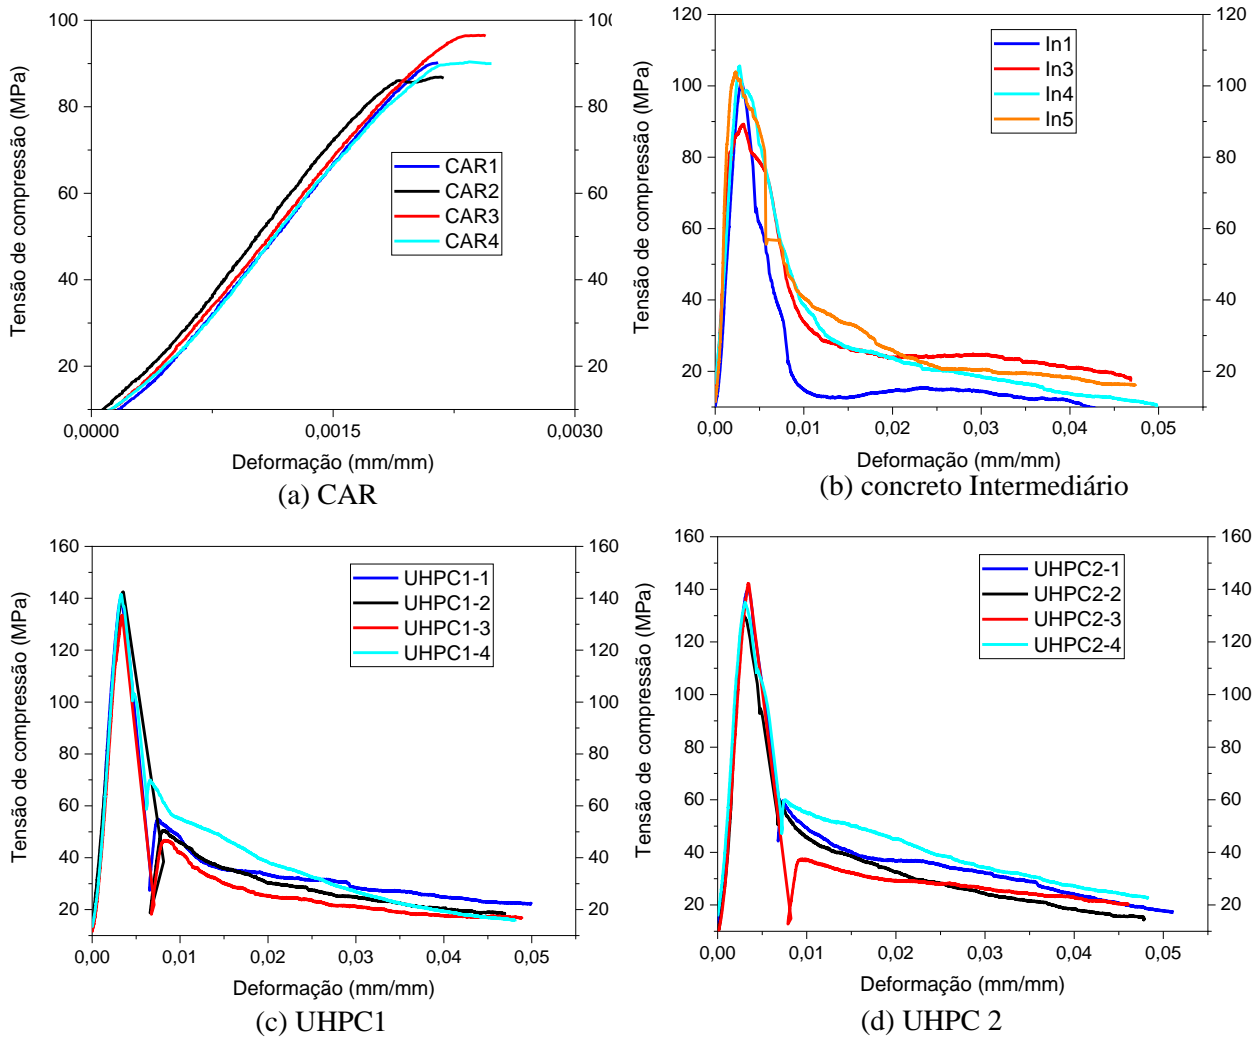 100
80
60
40
20
0,0000
0,0015
0,0030
100
80
60
40
20
Tensão de compressão (MPa)
Deformação (mm/mm)
CAR1
CAR2
CAR3
CAR4
(a) CAR
120
100
80
60
40
20
0,00
0,01
0,02
0,03
0,04
0,05
120
100
80
60
40
20
Tensão de compressão (MPa)
Deformação (mm/mm)
In1
In3
In4
In5
(b) concreto Intermediário
160
140
120
100
80
60
40
20
0,00
0,01
0,02
0,03
0,04
0,05
160
140
120
100
80
60
40
20
Tensão de compressão (MPa)
Deformação (mm/mm)
UHPC1-1
UHPC1-2
UHPC1-3
UHPC1-4
(c) UHPC1
160
140
120
100
80
60
40
20
0,00
0,01
0,02
0,03
0,04
0,05
160
140
120
100
80
60
40
20
Tensão de compressão (MPa)
Deformação (mm/mm)
UHPC2-1
UHPC2-2
UHPC2-3
UHPC2-4
(d) UHPC 2